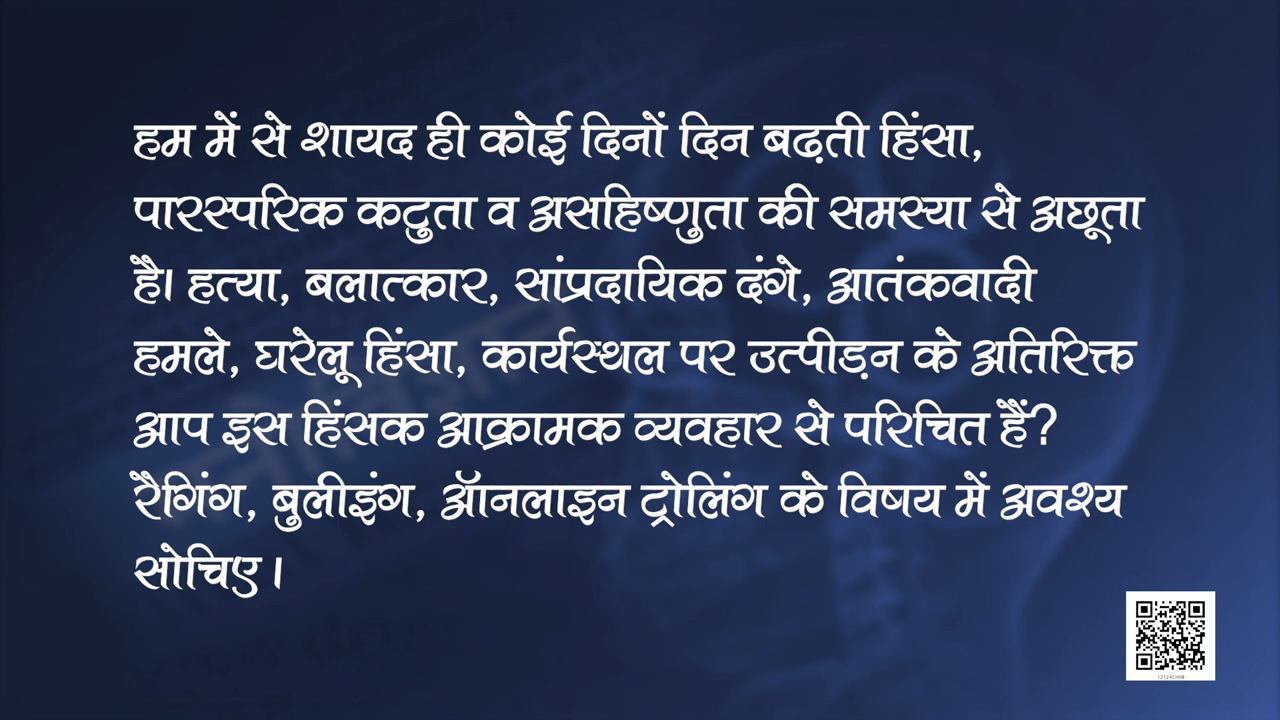 हम में से शायद ही कोई दिनों दिन बढ़ती हिंसा,
पारस्परिक कटुता व असहिष्णुता की समस्या से अछूता
है। हत्या, बलात्कार, सांप्रदायिक दंगे, आतंकवादी
हमले, घरेलू हिंसा, कार्यस्थल पर उत्पीड़न के अतिरिक्त
आप इस हिंसक आक्रामक व्यवहार से परिचित हैं?
रैगिंग, बुलीइंग, ऑनलाइन ट्रोलिंग के विषय में अवश्य
सोचिए।